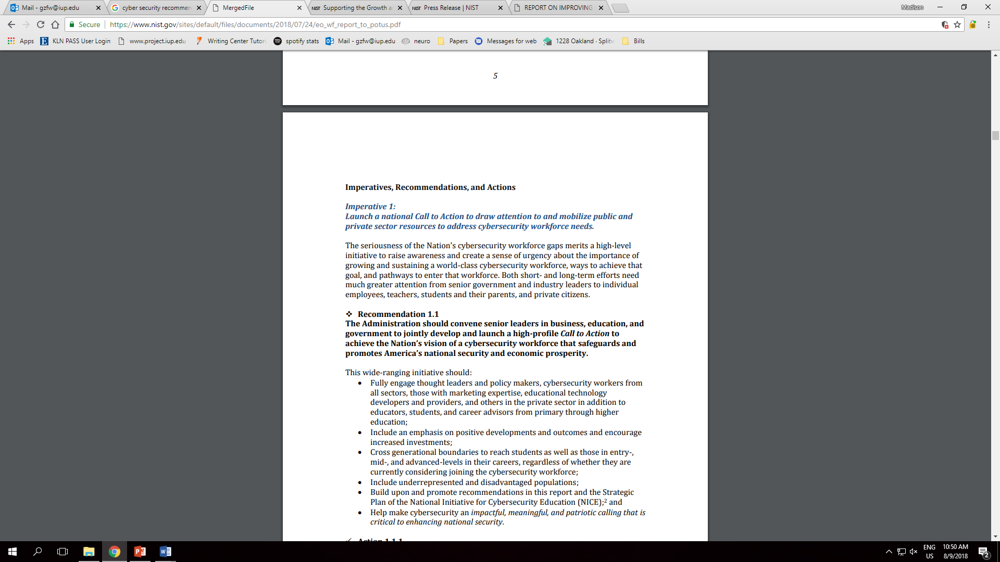 Mail - gzfw@iup.edu
cyber security recommen
MergedFile
NIST Supporting the Growth a
NIST Press Release | NIST
REPORT ON IMPROVING
Madison
Secure
https://www.nist.gov/sites/default/files/documents/2018/07/24/eo_wf_report_to_potus.pdf
Apps
KLN PASS User Login
www.project.iup.edu
Writing Center Tutori
spotify stats
Mail - gzfw@iup.edu
neuro
Papers
Messages for web
1228 Oakland · Splitw
Bills
5
Imperatives, Recommendations, and Actions
Imperative 1:
Launch a national Call to Action to draw attention to and mobilize public and
private sector resources to address cybersecurity workforce needs.
The seriousness of the Nation’s cybersecurity workforce gaps merits a high-level
initiative to raise awareness and create a sense of urgency about the importance of
growing and sustaining a world-class cybersecurity workforce, ways to achieve that
goal, and pathways to enter that workforce. Both short- and long-term efforts need
much greater attention from senior government and industry leaders to individual
employees, teachers, students and their parents, and private citizens.
❖ Recommendation 1.1
The Administration should convene senior leaders in business, education, and
government to jointly develop and launch a high-profile Call to Action to
achieve the Nation’s vision of a cybersecurity workforce that safeguards and
promotes America’s national security and economic prosperity.
This wide-ranging initiative should:
• Fully engage thought leaders and policy makers, cybersecurity workers from
all sectors, those with marketing expertise, educational technology
developers and providers, and others in the private sector in addition to
educators, students, and career advisors from primary through higher
education;
• Include an emphasis on positive developments and outcomes and encourage
increased investments;
• Cross generational boundaries to reach students as well as those in entry-,
mid-, and advanced-levels in their careers, regardless of whether they are
currently considering joining the cybersecurity workforce;
• Include underrepresented and disadvantaged populations;
• Build upon and promote recommendations in this report and the Strategic
Plan of the National Initiative for Cybersecurity Education (NICE);² and
• Help make cybersecurity an impactful, meaningful, and patriotic calling that is
critical to enhancing national security.
✓ Action 1.1.1
ENG
US
10:50 AM
8/9/2018
2